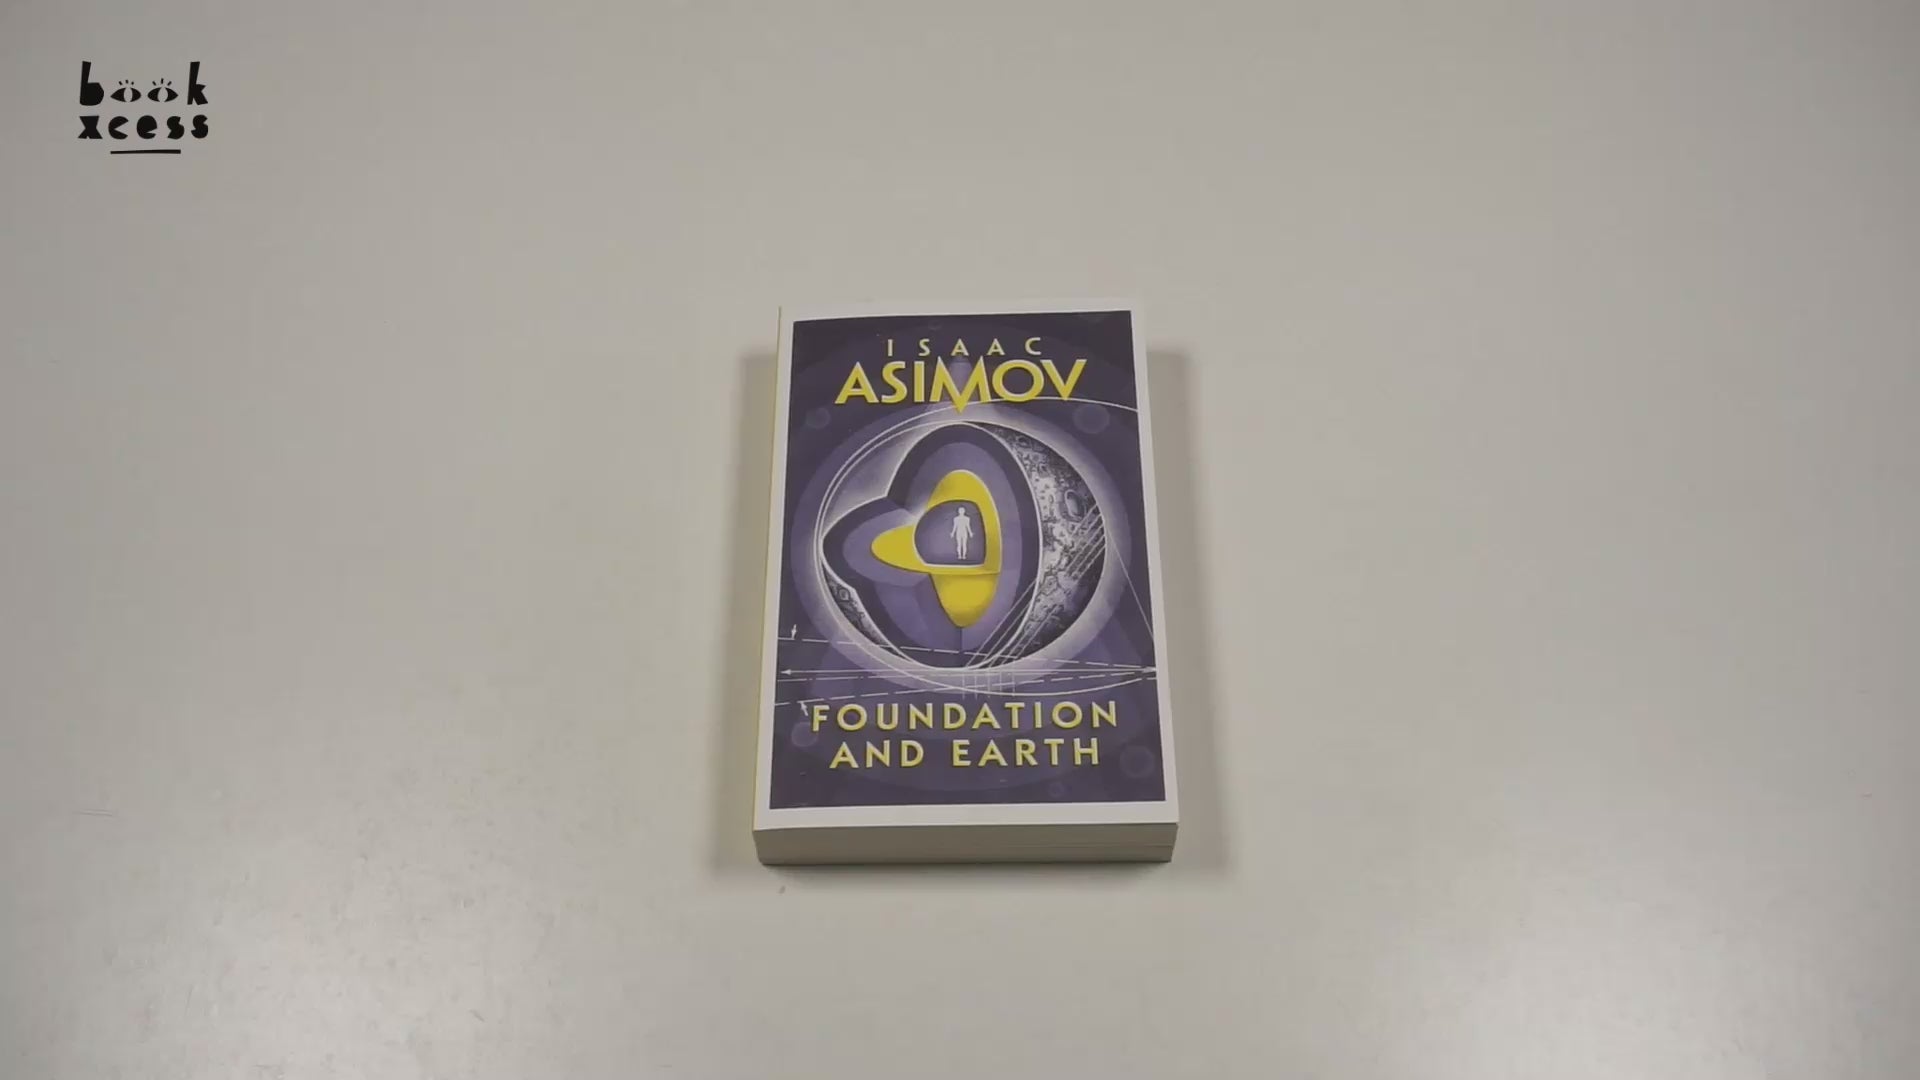 book
xcess
ISAAC
ASIMOV
FOUNDATION
AND EARTH